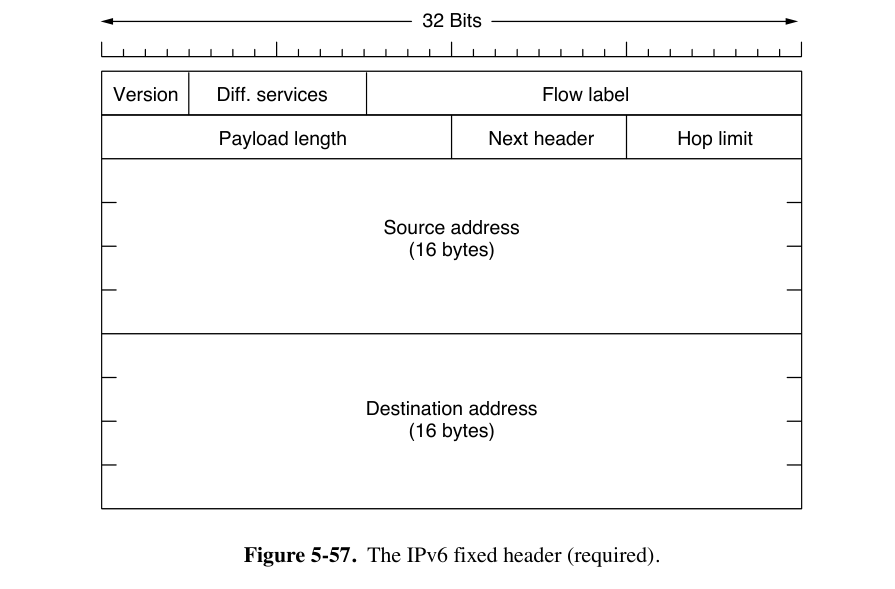 32 Bits
Version Diff. services Flow label
Payload length Next header Hop limit
Source address
(16 bytes)
Destination address
(16 bytes)
Figure 5-57. The IPv6 fixed header (required).